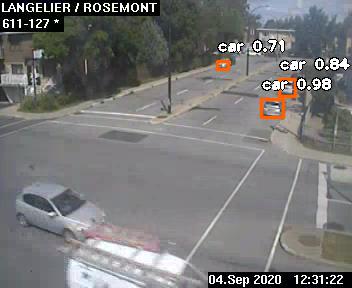 LANGELIER / ROSEMONT
611-127 *
car 0.71
car 0.84
car 0.98
04.Sep 2020 12:31:22